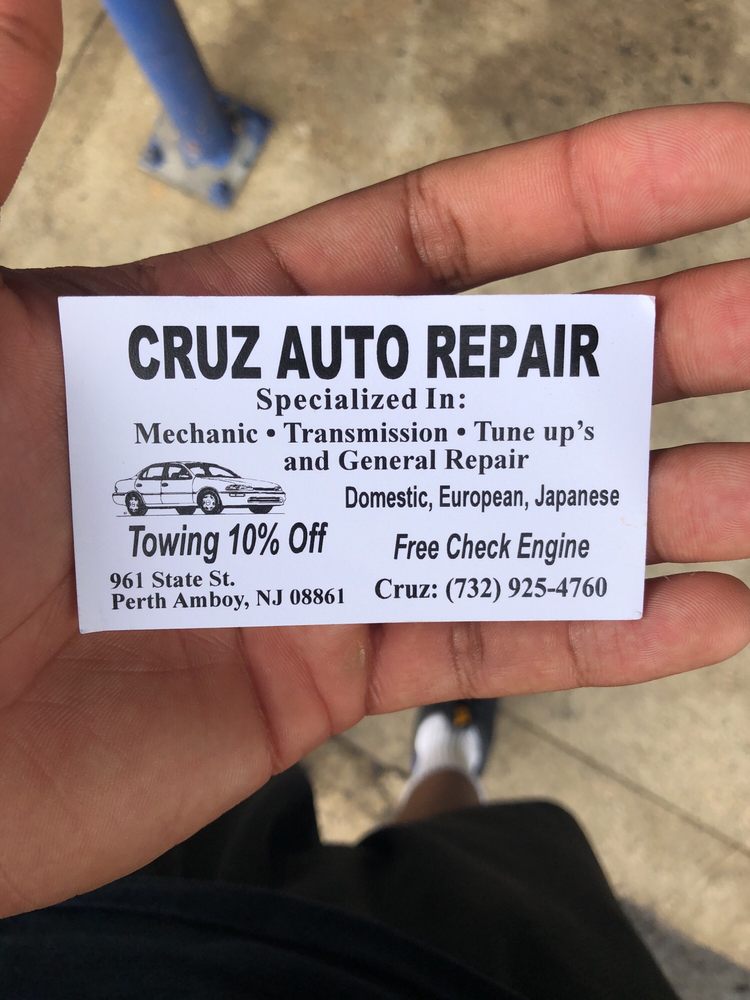 CRUZ AUTO REPAIR
Specialized In:
Mechanic • Transmission • Tune up's
and General Repair
Domestic, European, Japanese
Towing 10% Off
Free Check Engine
961 State St.
Perth Amboy, NJ 08861
Cruz: (732) 925-4760